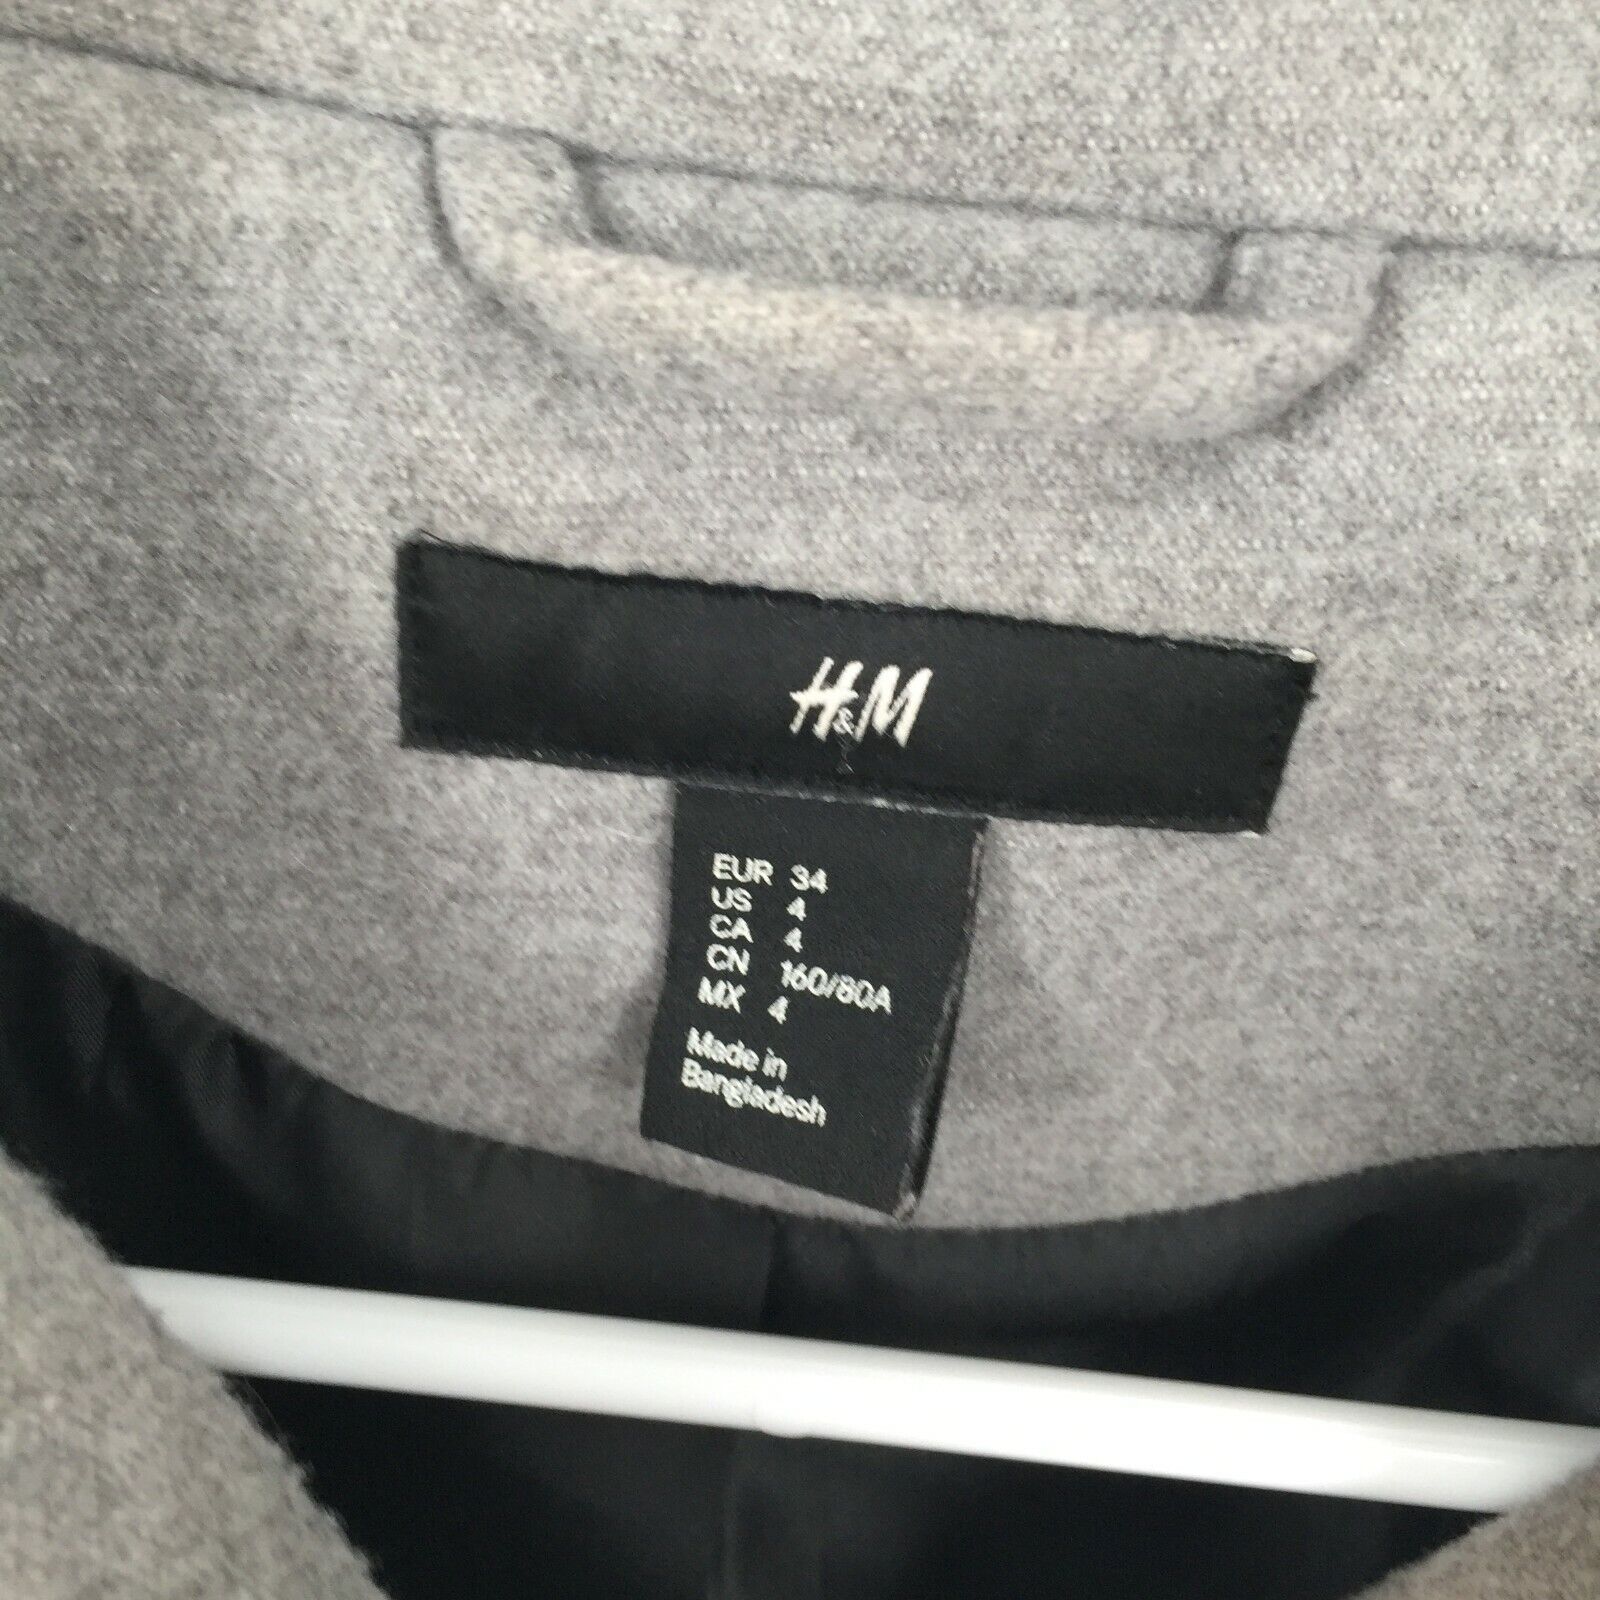 H&M
EUR 34
US 4
CA 4
CN 160/80A
MX 4
Made in
Bangladesh